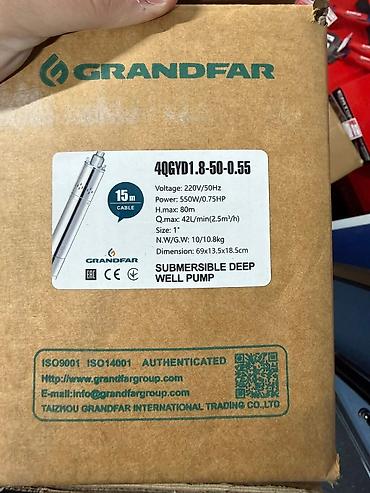 GRANDFAR
4QGYD1.8-50-0.55
15m
CABLE
Voltage: 220V/50Hz
Power: 550W/0.75HP
H.max: 80m
Q.max: 42L/min(2.5m³/h)
Size: 1"
N.W/G.W: 10/10.8kg
Dimension: 69x13.5x18.5cm
GRANDFAR
EAC CE
SUBMERSIBLE DEEP
WELL PUMP
ISO9001 ISO14001 AUTHENTICATED
Http://www.grandfargroup.com
E-mail:info@grandfargroup.com
TAIZHOU GRANDFAR INTERNATIONAL TRADING CO.,LTD